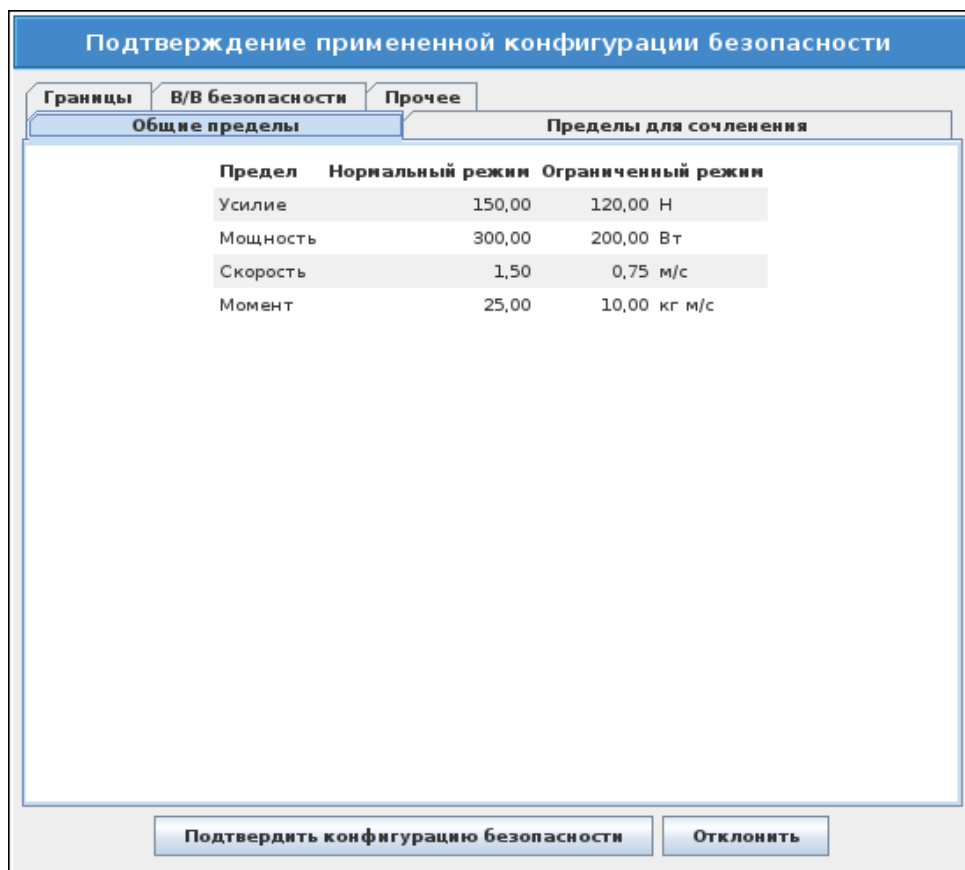 Подтверждение примененной конфигурации безопасности
Границы В/В безопасности Прочее
Общие пределы Пределы для сочленения
Предел Нормальный режим Ограниченный режим
Усилие 150,00 120,00 Н
Мощность 300,00 200,00 Вт
Скорость 1,50 0,75 м/с
Момент 25,00 10,00 кг м/с
Подтвердить конфигурацию безопасности Отклонить